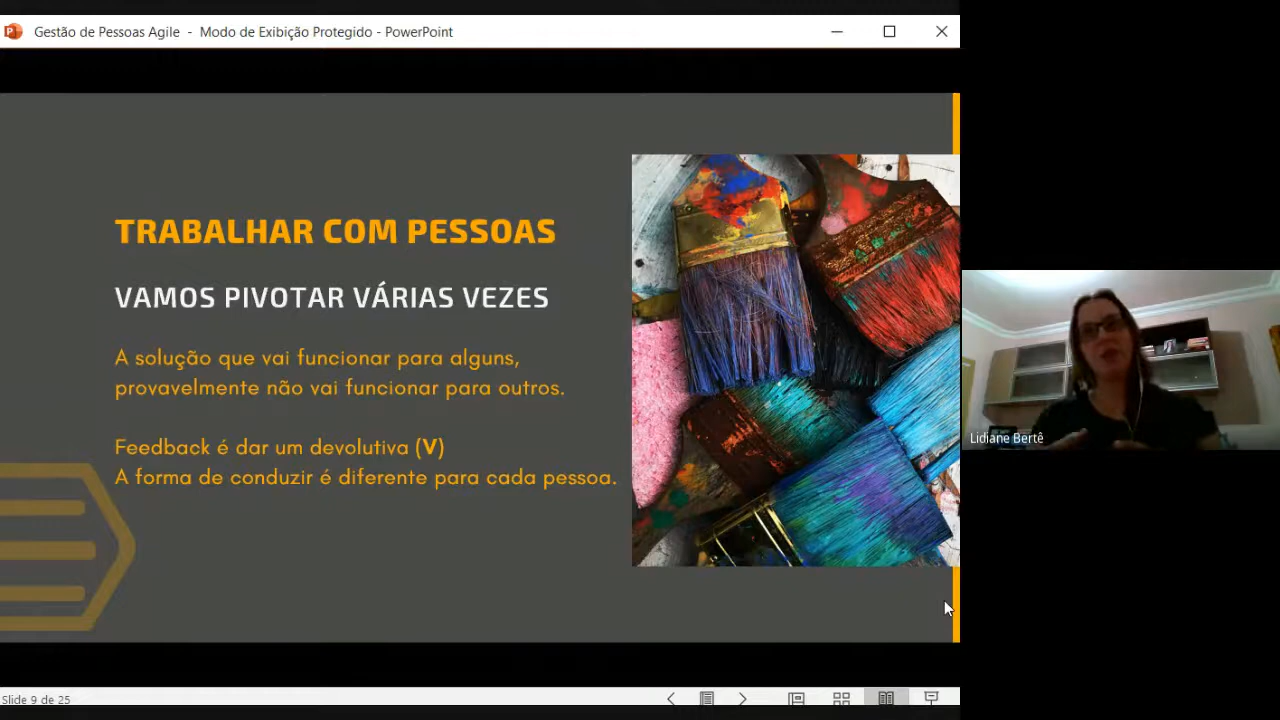 Gestão de Pessoas Agile - Modo de Exibição Protegido - PowerPoint
TRABALHAR COM PESSOAS
VAMOS PIVOTAR VÁRIAS VEZES
A solução que vai funcionar para alguns,
provavelmente não vai funcionar para outros.
Feedback é dar um devolutiva (V)
A forma de conduzir é diferente para cada pessoa.
Lidiane Bertê
Slide 9 de 25